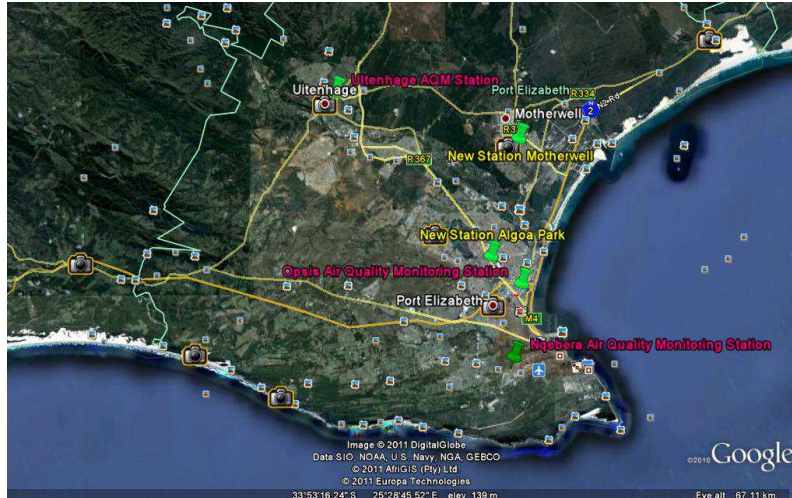 Uitenhage AQM Station
Uitenhage
Port Elizabeth
R334
N2 Rd
2
Motherwell
New Station Motherwell
R367
New Station Algoa Park
Opsis Air Quality Monitoring Station
Port Elizabeth
M4
Nqebera Air Quality Monitoring Station
Image © 2011 DigitalGlobe
Data SIO, NOAA, U.S. Navy, NGA, GEBCO
© 2011 AfriGIS (Pty) Ltd.
© 2011 Europa Technologies
©2010 Google
33°53'16.24" S 25°28'45.52" E elev 139 m
Eye alt 67.11 km